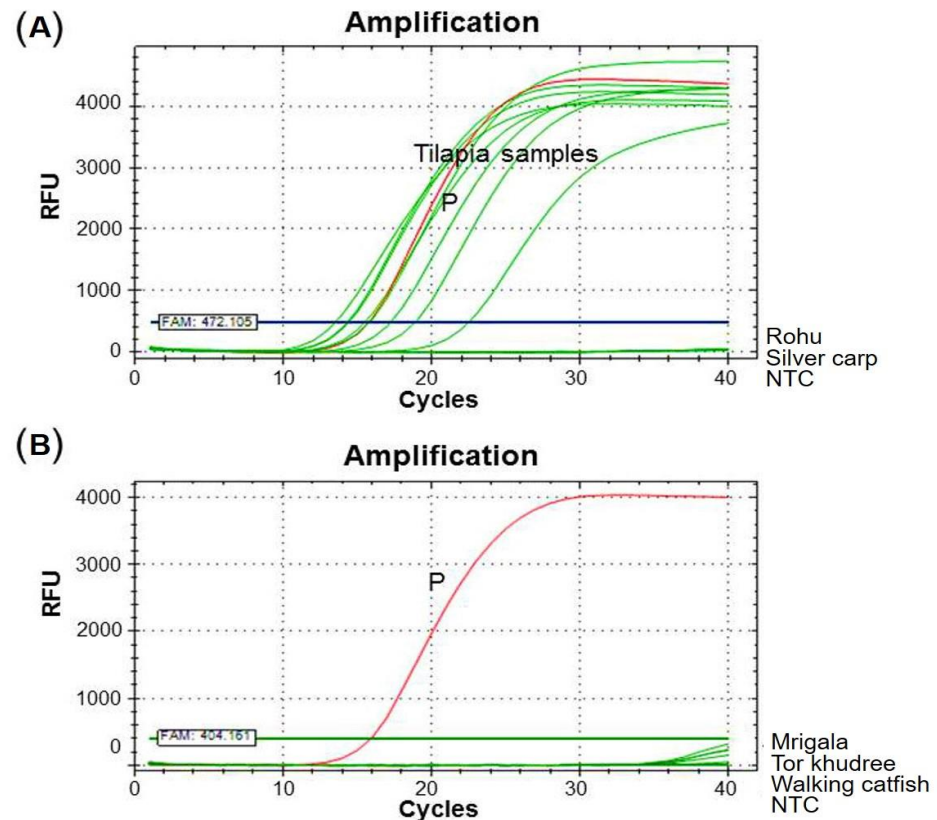 (A)
Amplification
4000
3000
2000
1000
0
RFU
Tilapia samples
P
FAM: 472.105
0
10
20
30
40
Cycles
Rohu
Silver carp
NTC
(B)
Amplification
4000
3000
2000
1000
0
RFU
P
FAM: 404.161
0
10
20
30
40
Cycles
Mrigala
Tor khudree
Walking catfish
NTC